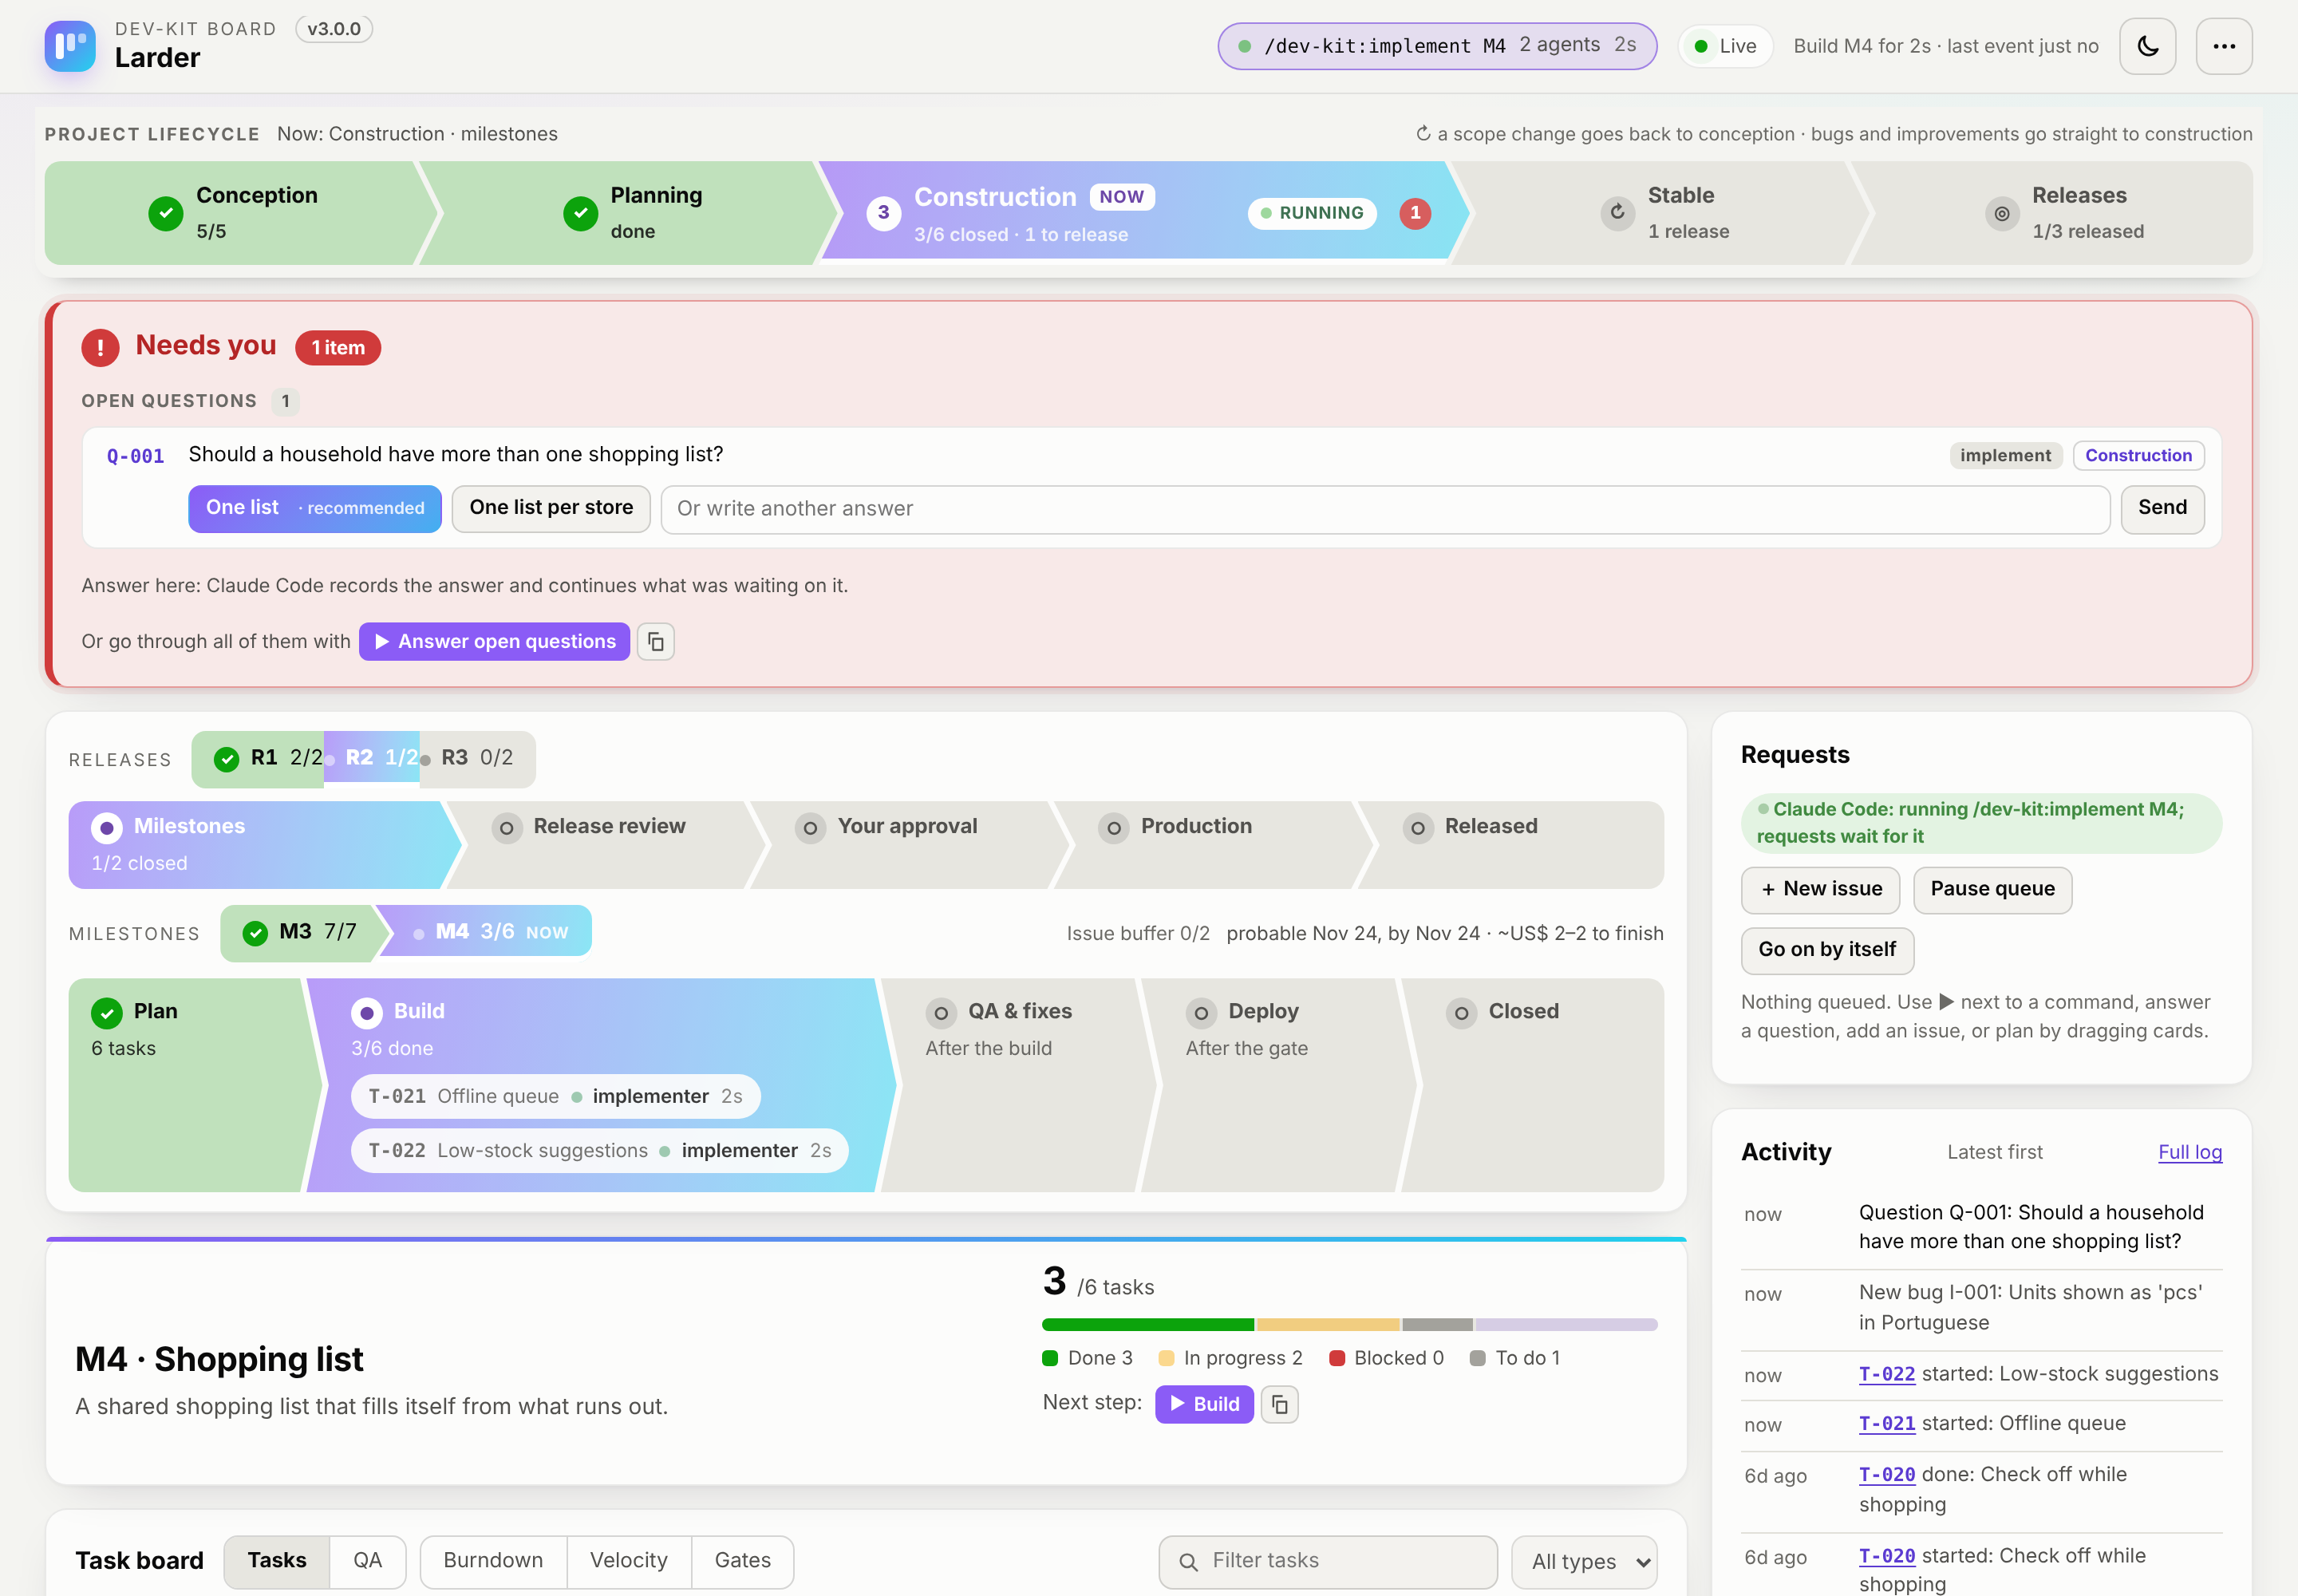 DEV-KIT BOARD v3.0.0
Larder
/dev-kit:implement M4 2 agents 2s
Live
Build M4 for 2s · last event just no
PROJECT LIFECYCLE Now: Construction · milestones
↻ a scope change goes back to conception · bugs and improvements go straight to construction
Conception
5/5
Planning
done
3 Construction NOW
3/6 closed · 1 to release
RUNNING 1
Stable
1 release
Releases
1/3 released
! Needs you 1 item
OPEN QUESTIONS 1
Q-001 Should a household have more than one shopping list? implement Construction
One list · recommended One list per store Or write another answer Send
Answer here: Claude Code records the answer and continues what was waiting on it.
Or go through all of them with ▶ Answer open questions
RELEASES R1 2/2 R2 1/2 R3 0/2
Milestones
1/2 closed
Release review
Your approval
Production
Released
MILESTONES M3 7/7 M4 3/6 NOW
Issue buffer 0/2 probable Nov 24, by Nov 24 · ~US$ 2–2 to finish
Plan
6 tasks
Build
3/6 done
T-021 Offline queue implementer 2s
T-022 Low-stock suggestions implementer 2s
QA & fixes
After the build
Deploy
After the gate
Closed
M4 · Shopping list
A shared shopping list that fills itself from what runs out.
3 /6 tasks
Done 3 In progress 2 Blocked 0 To do 1
Next step: ▶ Build
Task board Tasks QA Burndown Velocity Gates
Filter tasks All types
Requests
Claude Code: running /dev-kit:implement M4;
requests wait for it
+ New issue Pause queue
Go on by itself
Nothing queued. Use ▶ next to a command, answer
a question, add an issue, or plan by dragging cards.
Activity Latest first Full log
now Question Q-001: Should a household
have more than one shopping list?
now New bug I-001: Units shown as 'pcs'
in Portuguese
now T-022 started: Low-stock suggestions
now T-021 started: Offline queue
6d ago T-020 done: Check off while
shopping
6d ago T-020 started: Check off while
shopping